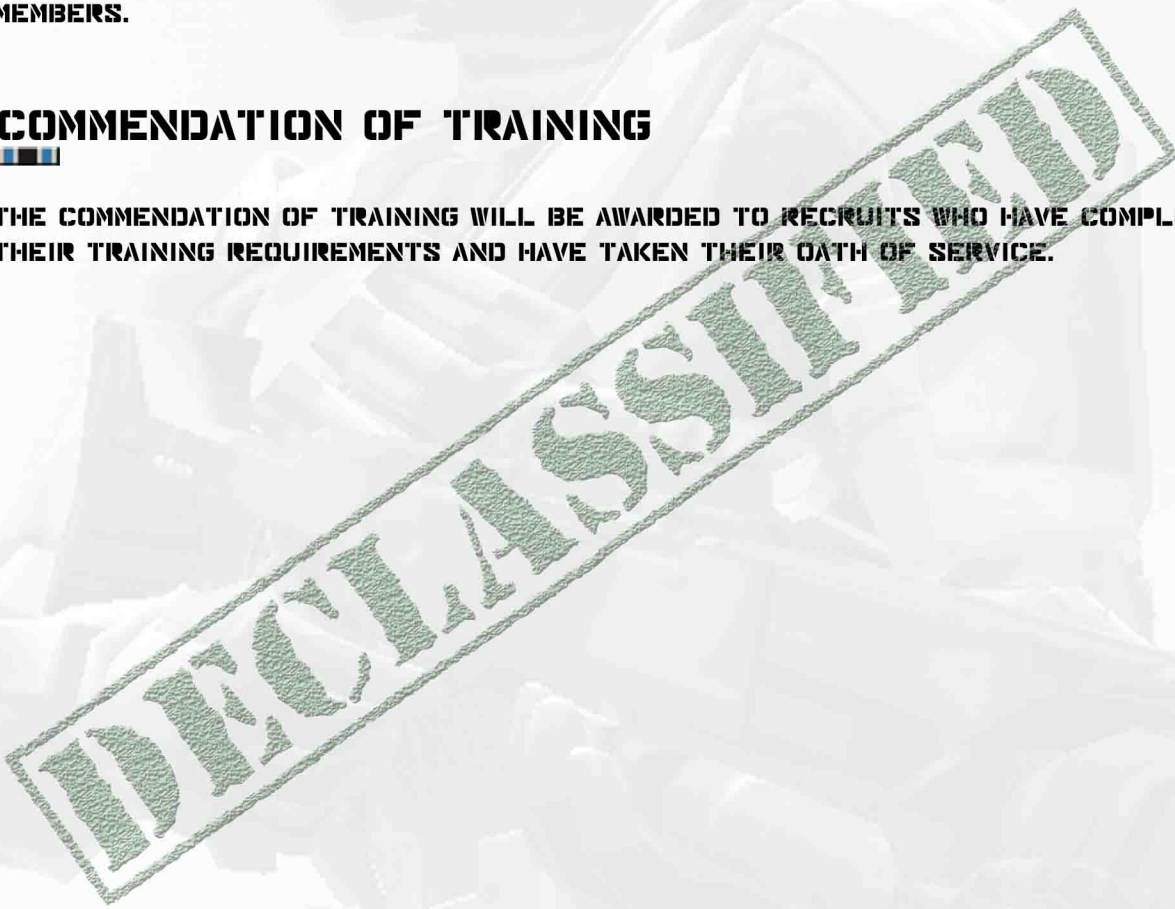 MEMBERS.
COMMENDATION OF TRAINING
THE COMMENDATION OF TRAINING WILL BE AWARDED TO RECRUITS WHO HAVE COMPL
THEIR TRAINING REQUIREMENTS AND HAVE TAKEN THEIR OATH OF SERVICE.
DECLASSIFIED